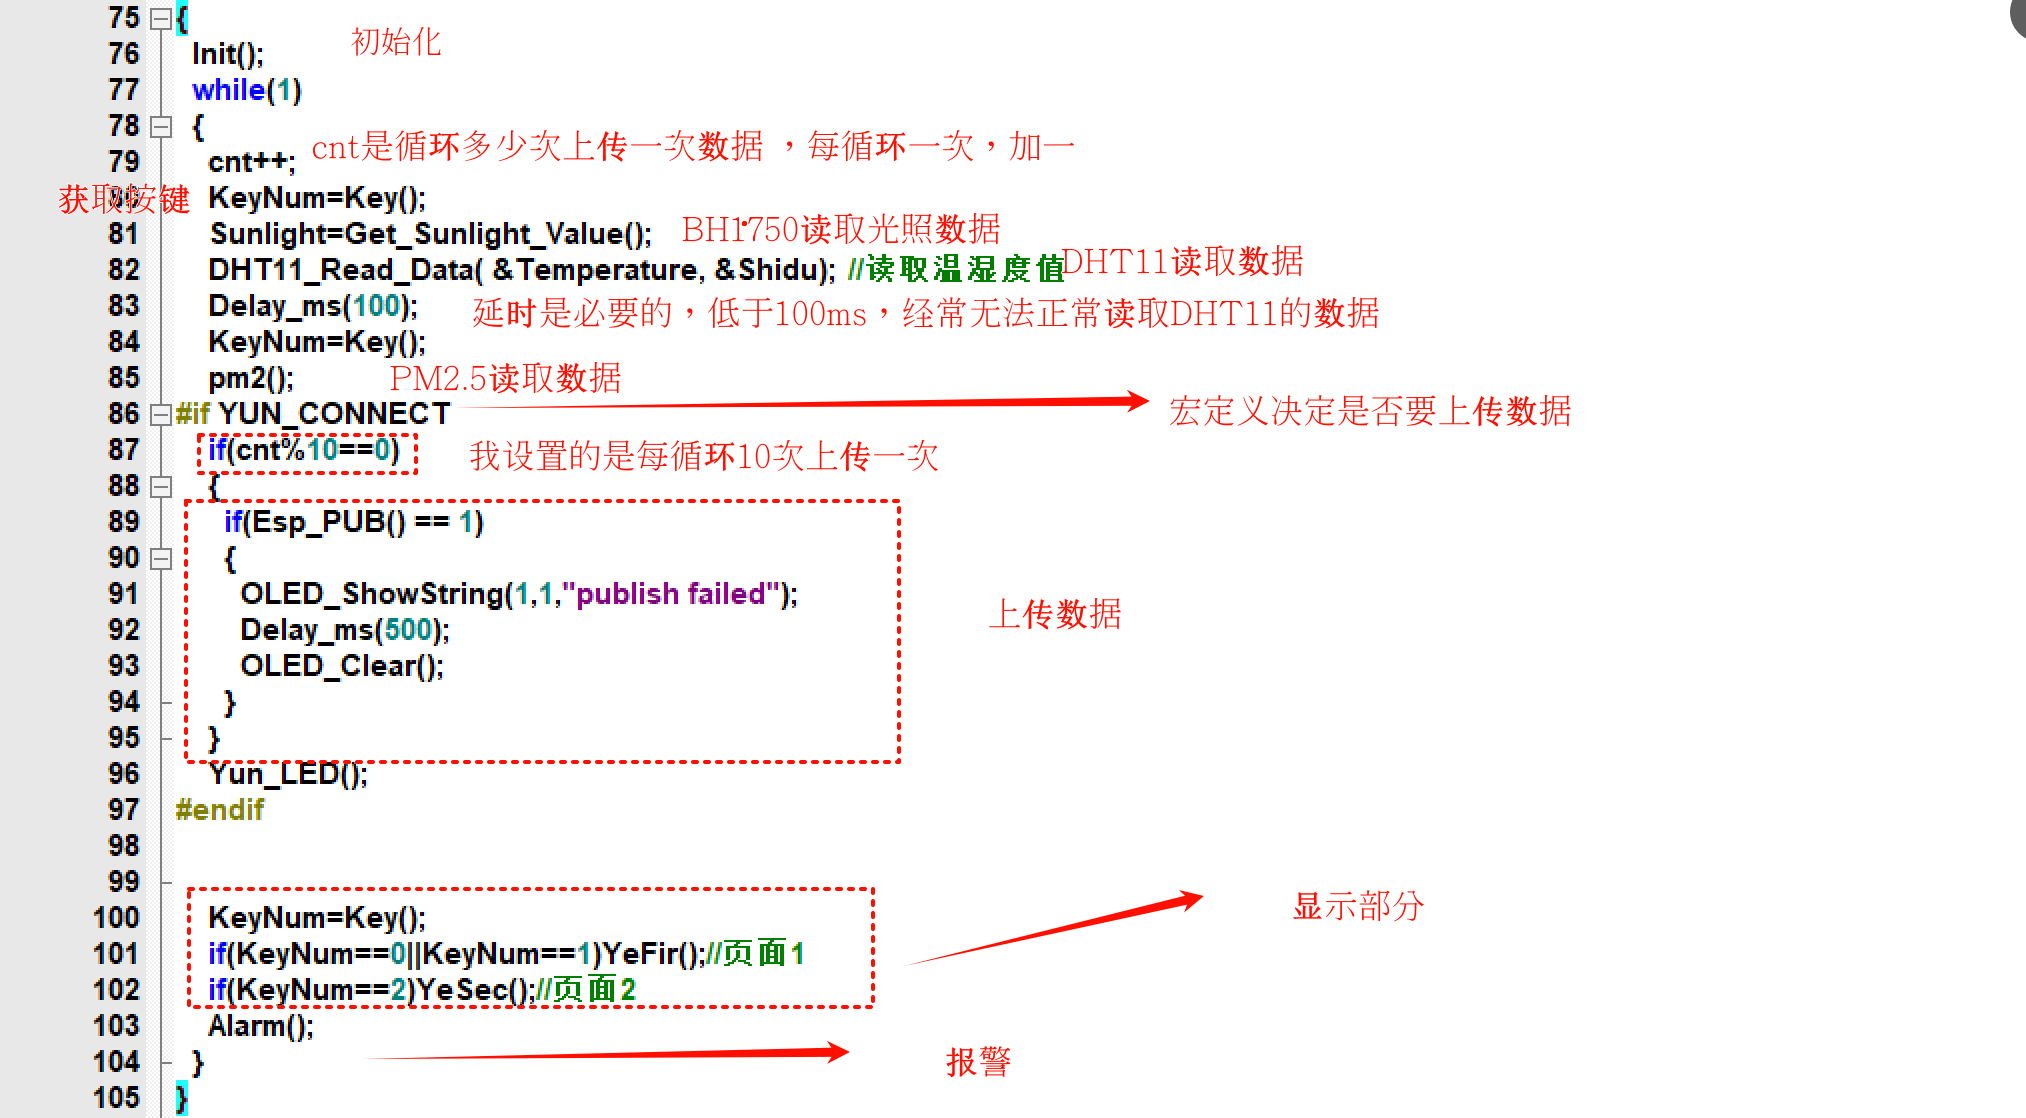 75 {
初始化
76 Init();
77 while(1)
78 {
cnt是循环多少次上传一次数据，每循环一次，加一
79 cnt++;
获取按键
80 KeyNum=Key();
BH1750读取光照数据
81 Sunlight=Get_Sunlight_Value();
82 DHT11_Read_Data( &Temperature, &Shidu); //读取温湿度值
DHT11读取数据
83 Delay_ms(100);
延时是必要的，低于100ms，经常无法正常读取DHT11的数据
84 KeyNum=Key();
85 pm2();
PM2.5读取数据
86 #if YUN_CONNECT
宏定义决定是否要上传数据
87 if(cnt%10==0)
我设置的是每循环10次上传一次
88 {
89 if(Esp_PUB() == 1)
90 {
91 OLED_ShowString(1,1,"publish failed");
上传数据
92 Delay_ms(500);
93 OLED_Clear();
94 }
95 }
96 Yun_LED();
97 #endif
98
99
100 KeyNum=Key();
显示部分
101 if(KeyNum==0||KeyNum==1)YeFir();//页面1
102 if(KeyNum==2)YeSec();//页面2
103 Alarm();
104 }
报警
105 }